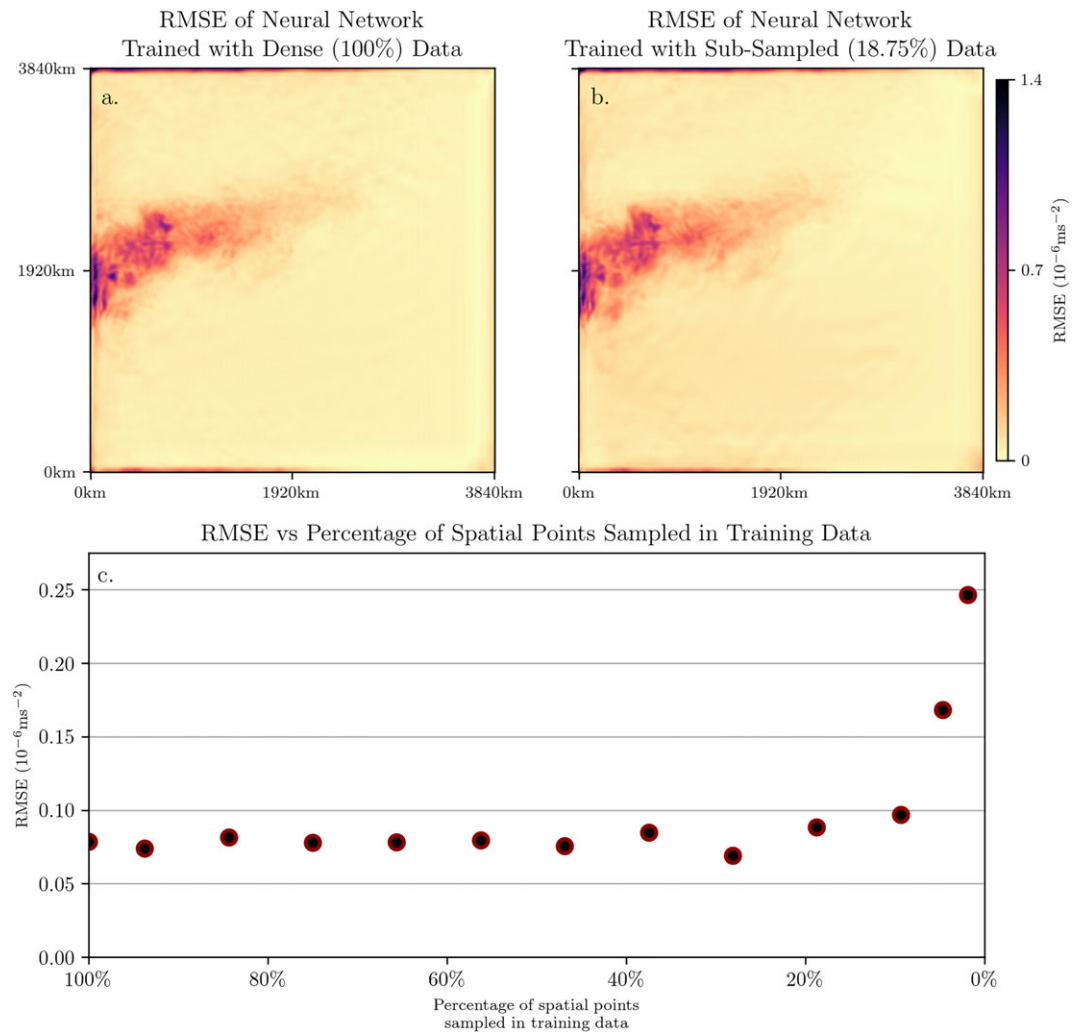 RMSE of Neural Network
Trained with Dense (100%) Data
RMSE of Neural Network
Trained with Sub-Sampled (18.75%) Data
3840km
1920km
0km
a.
0km
1920km
3840km
b.
0km
1920km
3840km
1.4
0.7
0
RMSE (10⁻⁶ms⁻²)
RMSE vs Percentage of Spatial Points Sampled in Training Data
c.
RMSE (10⁻⁶ms⁻²)
0.25
0.20
0.15
0.10
0.05
0.00
100%
80%
60%
40%
20%
0%
Percentage of spatial points
sampled in training data